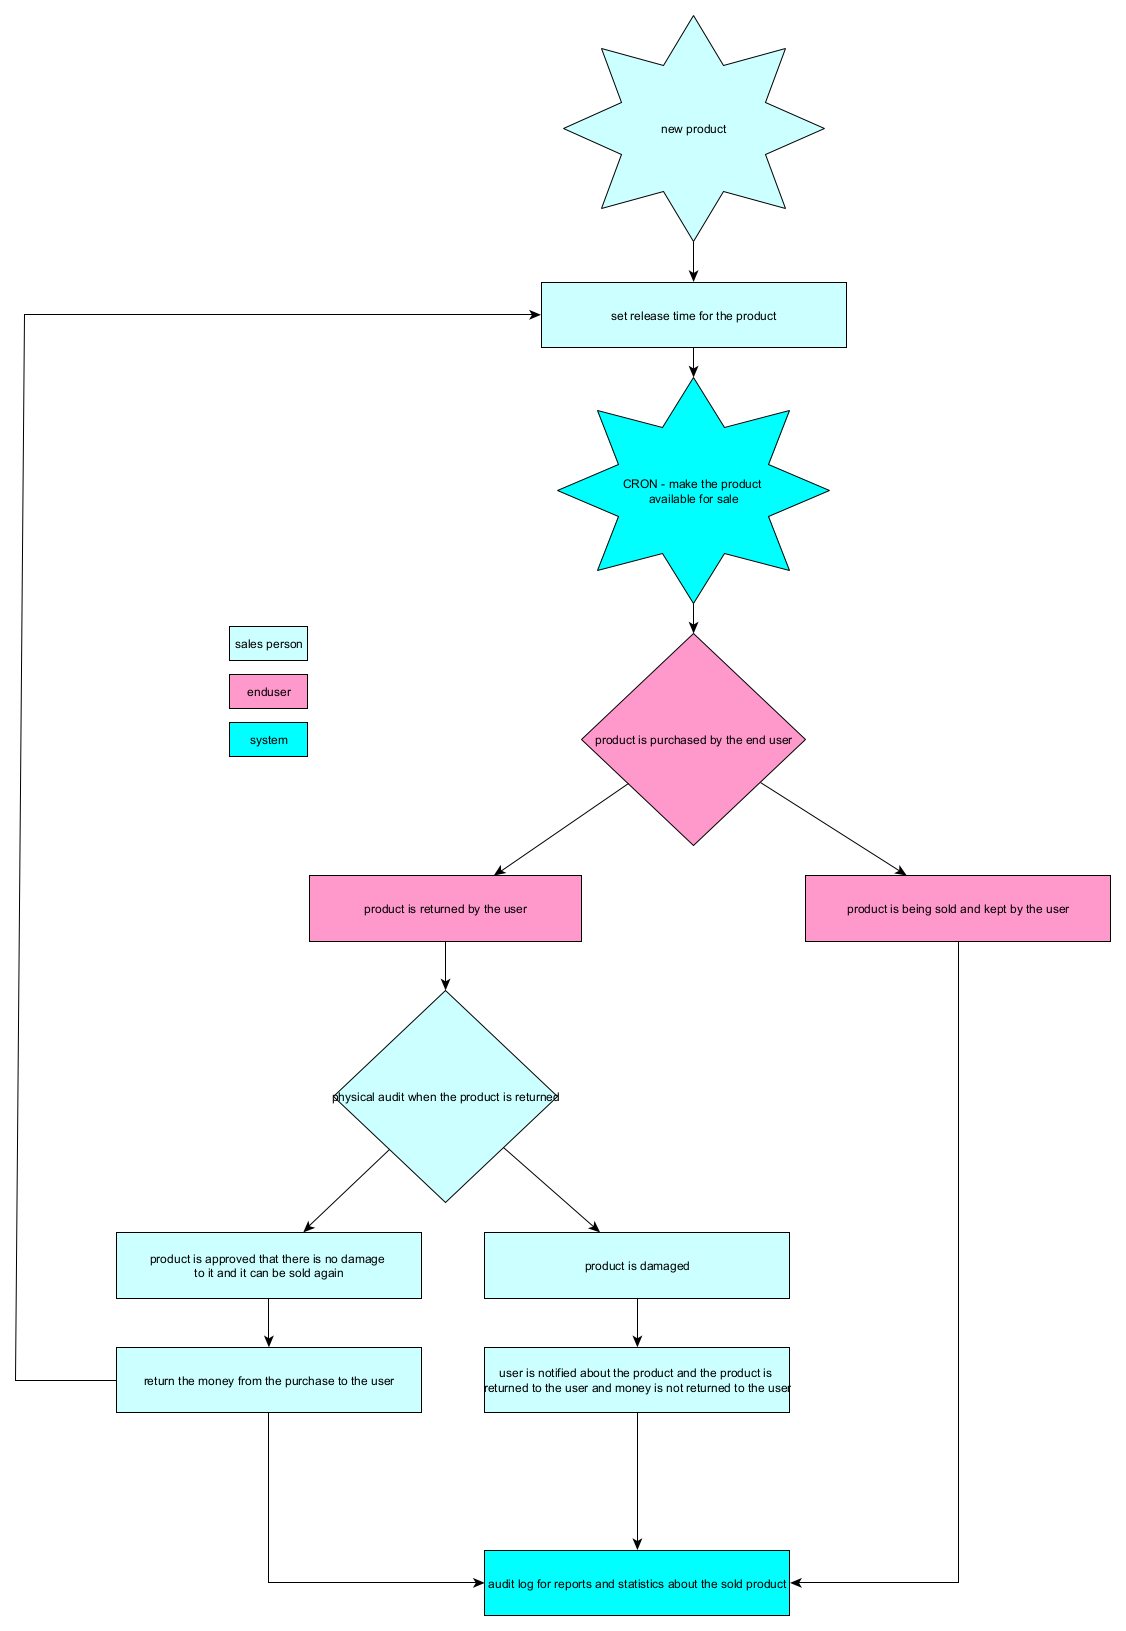 new product
set release time for the product
CRON - make the product
available for sale
sales person
enduser
system
product is purchased by the end user
product is returned by the user
product is being sold and kept by the user
physical audit when the product is returned
product is approved that there is no damage
to it and it can be sold again
product is damaged
return the money from the purchase to the user
user is notified about the product and the product is
returned to the user and money is not returned to the user
audit log for reports and statistics about the sold product